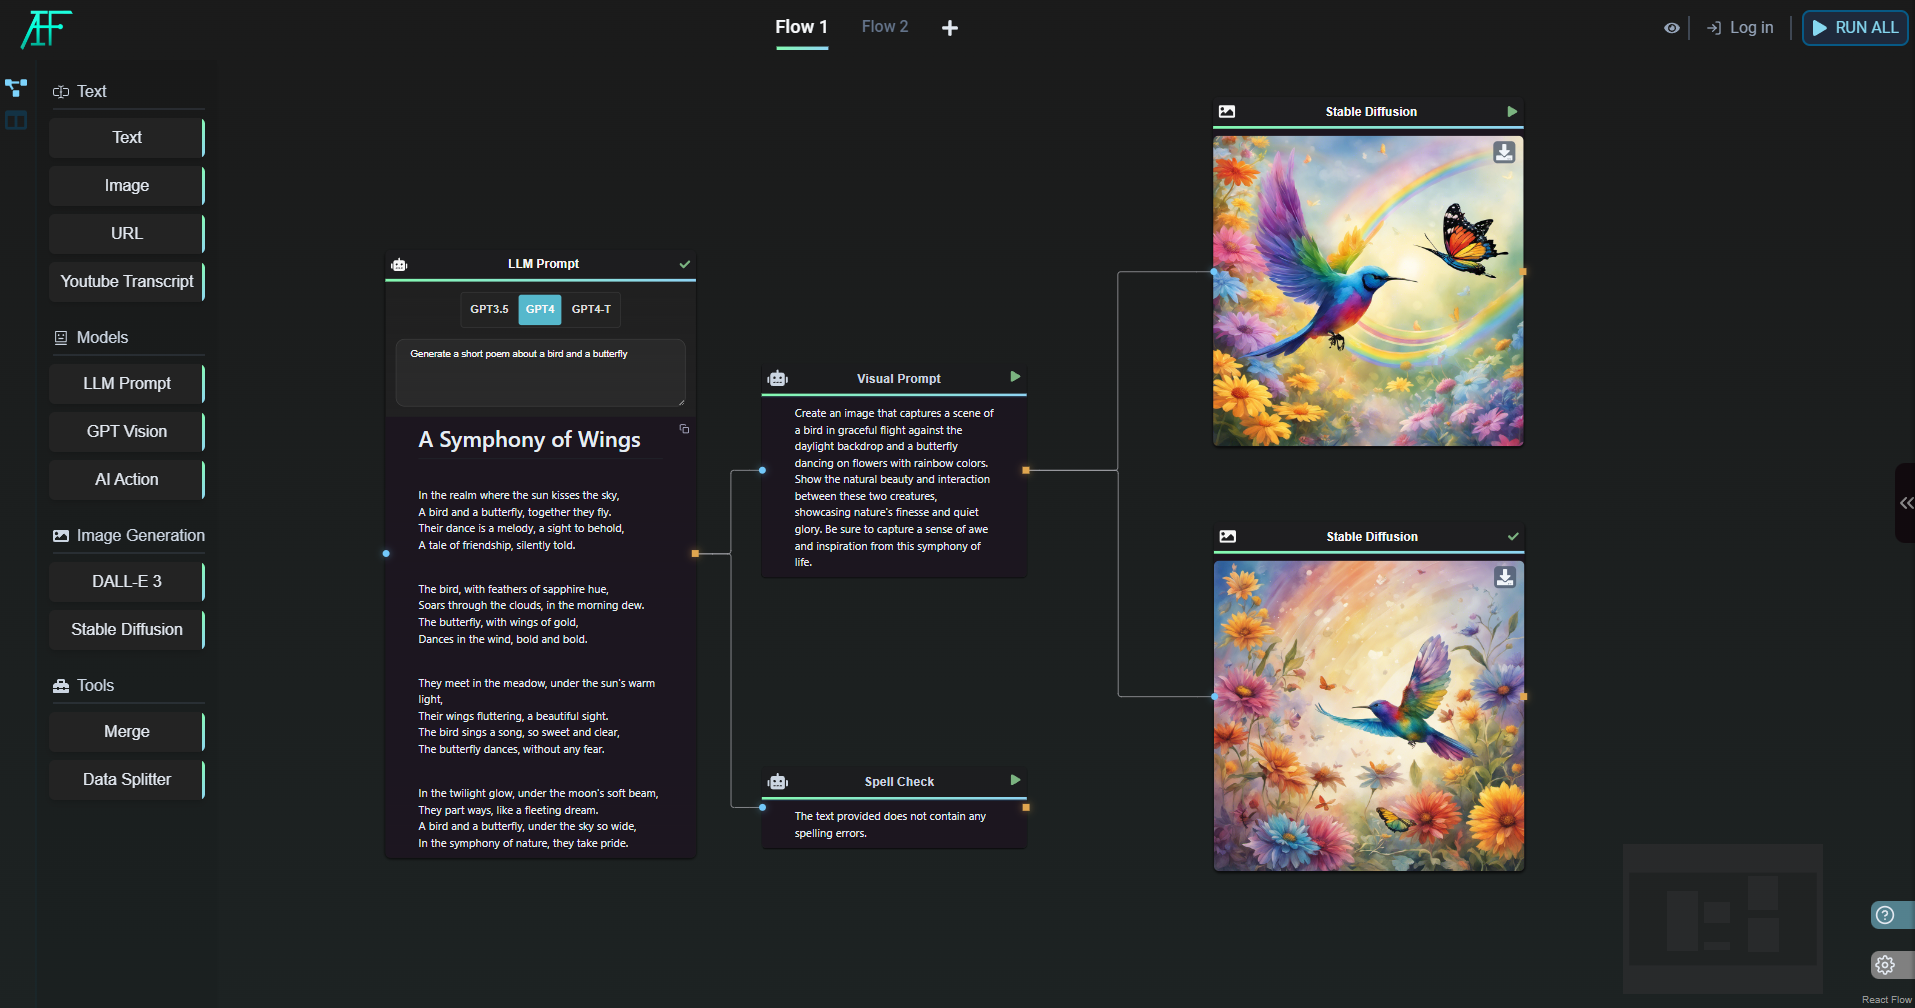 AIF
Flow 1
Flow 2
Log in
RUN ALL
Text
Text
Image
URL
Youtube Transcript
Models
LLM Prompt
GPT Vision
AI Action
Image Generation
DALL-E 3
Stable Diffusion
Tools
Merge
Data Splitter
LLM Prompt
GPT3.5 GPT4 GPT4-T
Generate a short poem about a bird and a butterfly
A Symphony of Wings
In the realm where the sun kisses the sky,
A bird and a butterfly, together they fly.
Their dance is a melody, a sight to behold,
A tale of friendship, silently told.
The bird, with feathers of sapphire hue,
Soars through the clouds, in the morning dew.
The butterfly, with wings of gold,
Dances in the wind, bold and bold.
They meet in the meadow, under the sun's warm
light,
Their wings fluttering, a beautiful sight.
The bird sings a song, so sweet and clear,
The butterfly dances, without any fear.
In the twilight glow, under the moon's soft beam,
They part ways, like a fleeting dream.
A bird and a butterfly, under the sky so wide,
In the symphony of nature, they take pride.
Visual Prompt
Create an image that captures a scene of
a bird in graceful flight against the
daylight backdrop and a butterfly
dancing on flowers with rainbow colors.
Show the natural beauty and interaction
between these two creatures,
showcasing nature's finesse and quiet
glory. Be sure to capture a sense of awe
and inspiration from this symphony of
life.
Spell Check
The text provided does not contain any
spelling errors.
Stable Diffusion
Stable Diffusion
React Flow